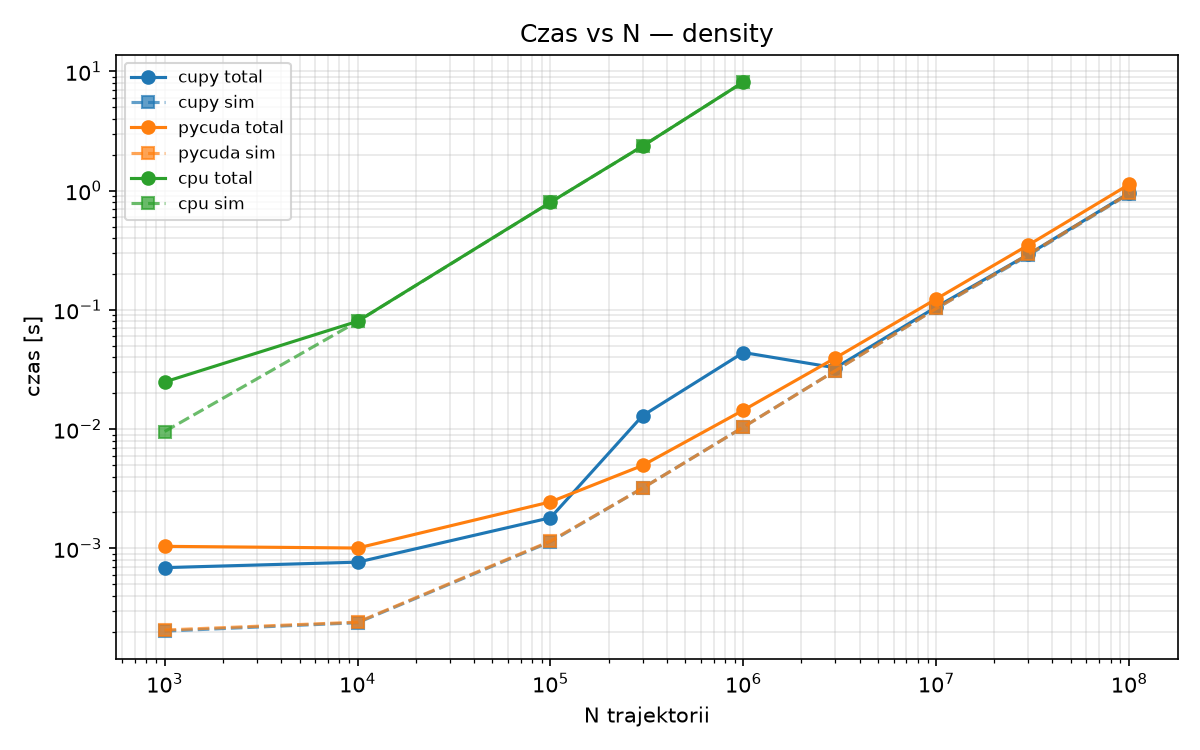 Czas vs N — density
cupy total
cupy sim
pycuda total
pycuda sim
cpu total
cpu sim
10¹
10⁰
10⁻¹
10⁻²
10⁻³
czas [s]
10³ 10⁴ 10⁵ 10⁶ 10⁷ 10⁸
N trajektorii